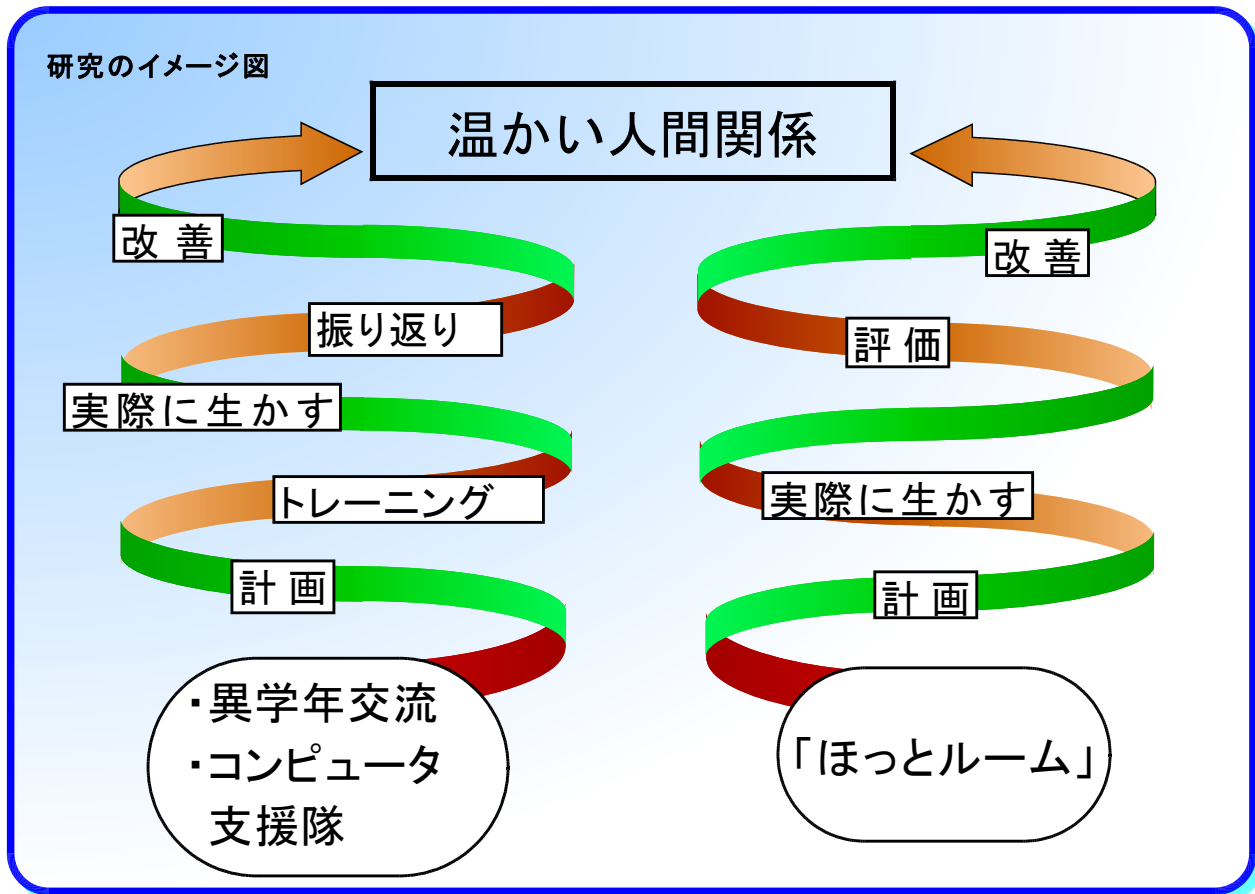 研究のイメージ図
温かい人間関係
改善
改善
振り返り
評価
実際に生かす
トレーニング
実際に生かす
計画
計画
・異学年交流
・コンピュータ
支援隊
「ほっとルーム」